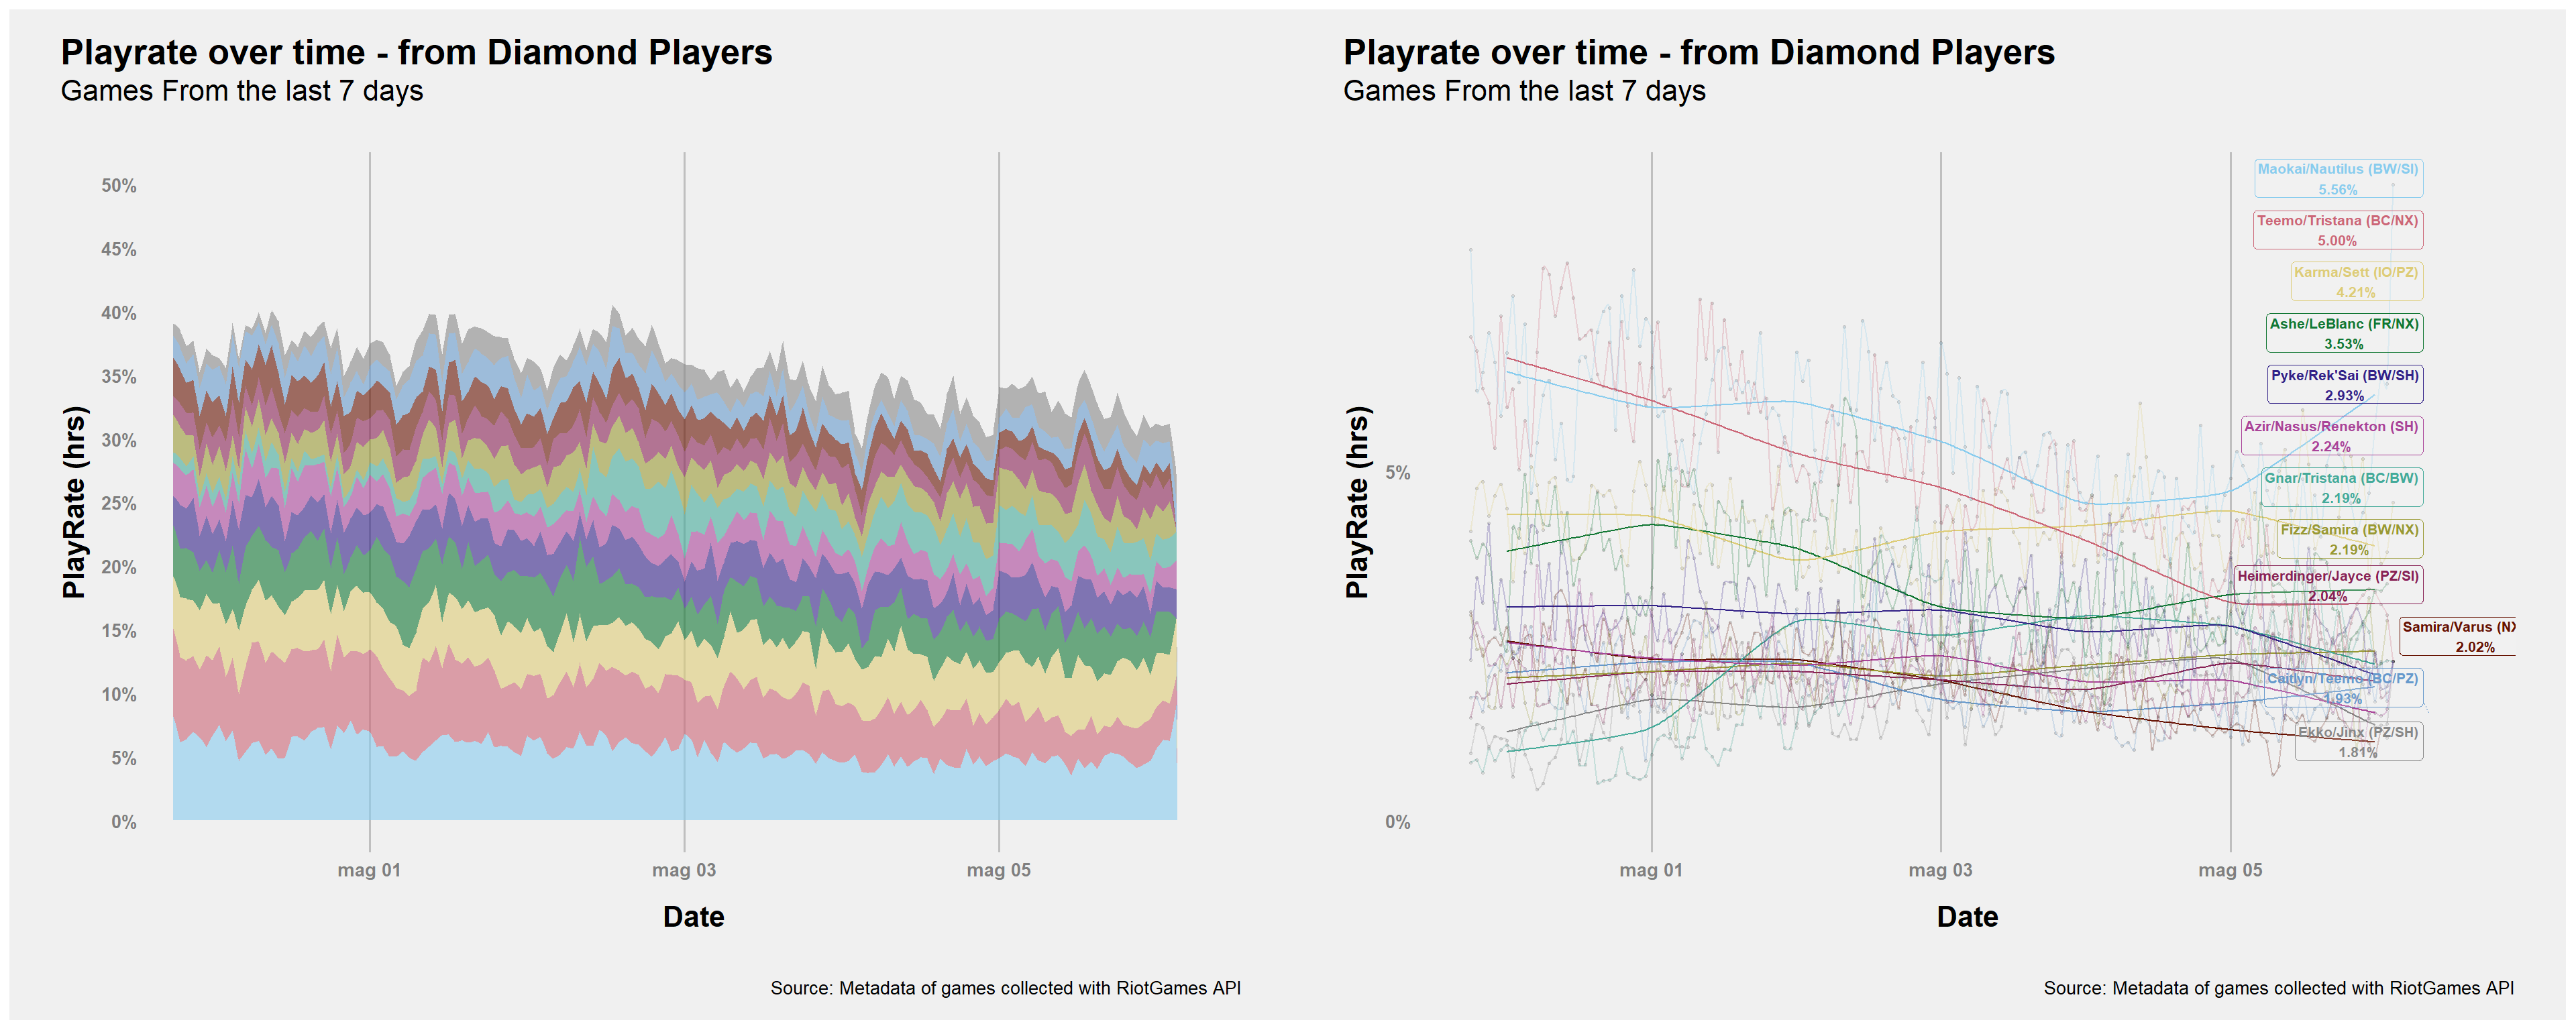 Playrate over time - from Diamond Players
Games From the last 7 days
50%
45%
40%
35%
30%
25%
20%
15%
10%
5%
0%
PlayRate (hrs)
mag 01
mag 03
mag 05
Date
Source: Metadata of games collected with RiotGames API
Playrate over time - from Diamond Players
Games From the last 7 days
5%
0%
PlayRate (hrs)
Maokai/Nautilus (BW/SI)
5.56%
Teemo/Tristana (BC/NX)
5.00%
Karma/Sett (IO/PZ)
4.21%
Ashe/LeBlanc (FR/NX)
3.53%
Pyke/Rek'Sai (BW/SH)
2.93%
Azir/Nasus/Renekton (SH)
2.24%
Gnar/Tristana (BC/BW)
2.19%
Fizz/Samira (BW/NX)
2.19%
Heimerdinger/Jayce (PZ/SI)
2.04%
Samira/Varus (NX
2.02%
Caitlyn/Teemo (BC/PZ)
1.93%
Ekko/Jinx (PZ/SH)
1.81%
mag 01
mag 03
mag 05
Date
Source: Metadata of games collected with RiotGames API